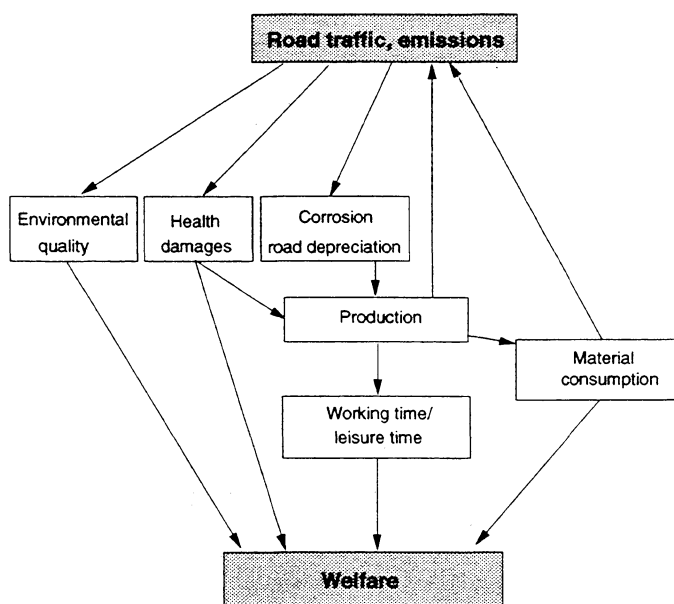 Road traffic, emissions
Environmental
quality
Health
damages
Corrosion
road depreciation
Production
Material
consumption
Working time/
leisure time
Welfare